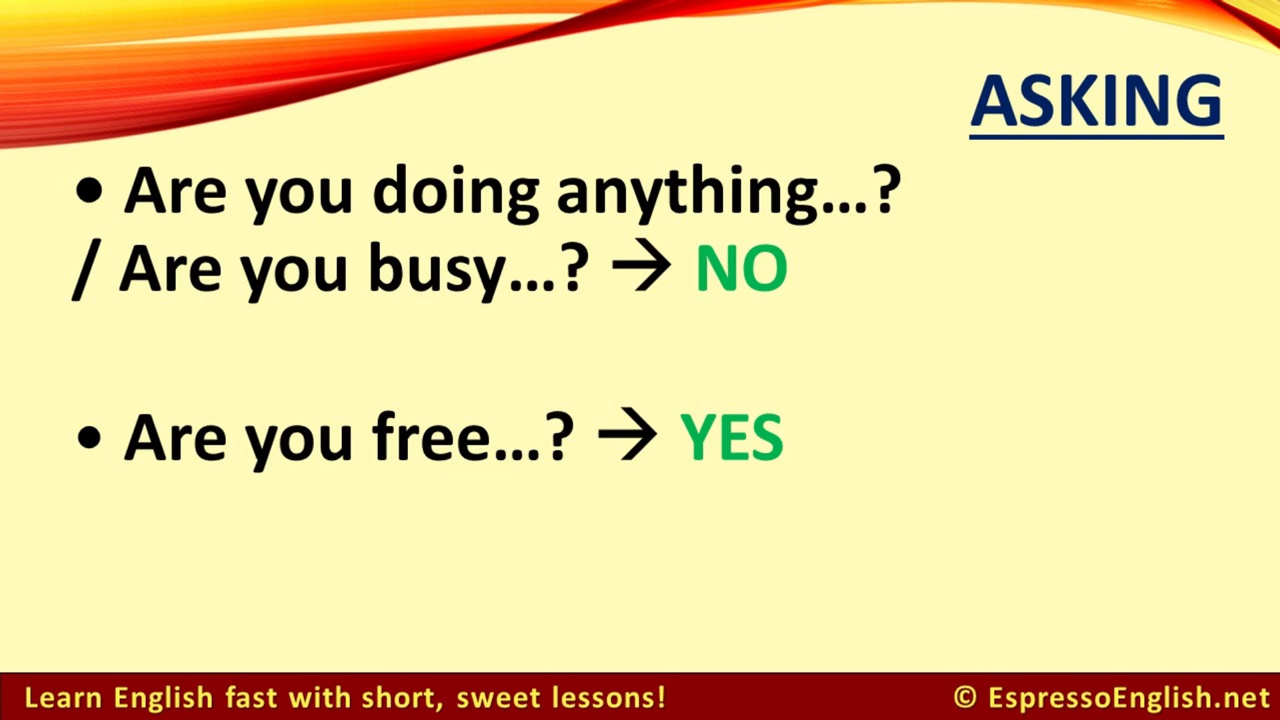 ASKING
• Are you doing anything...?
/ Are you busy...? → NO
• Are you free...? → YES
Learn English fast with short, sweet lessons!
© EspressoEnglish.net